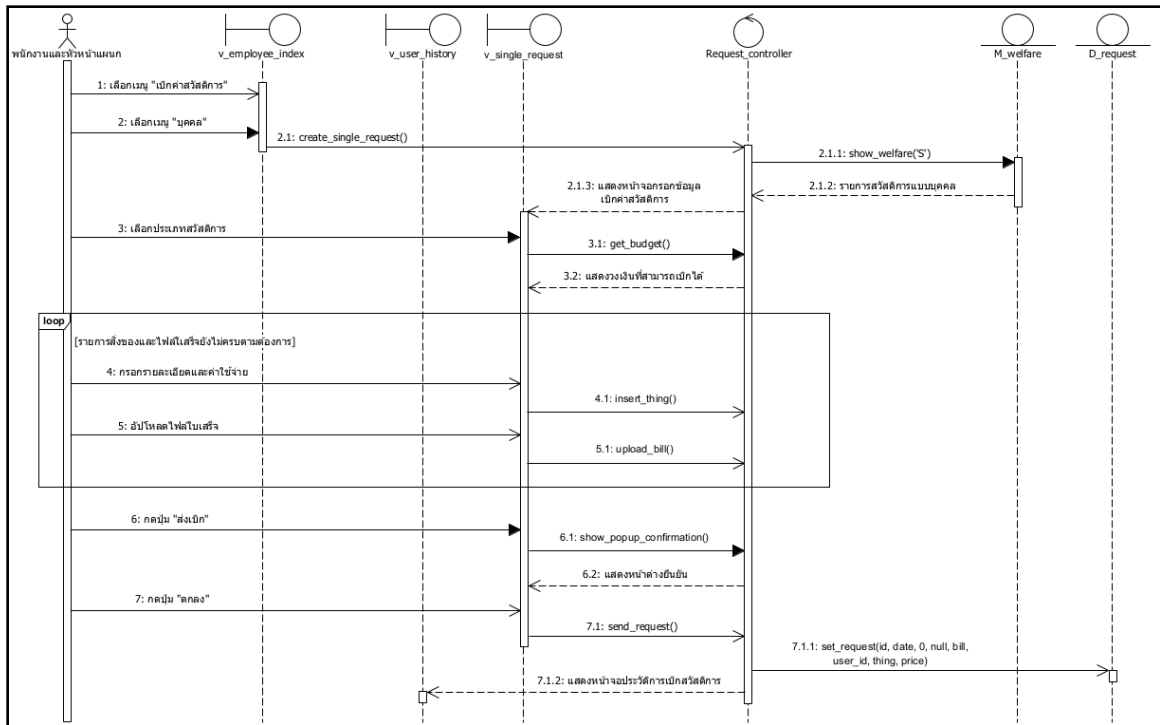 พนักงานและหัวหน้าแผนก
v_employee_index
v_user_history
v_single_request
Request_controller
M_welfare
D_request
1: เลือกเมนู "เบิกค่าสวัสดิการ"
2: เลือกเมนู "บุคคล"
2.1: create_single_request()
2.1.1: show_welfare('S')
2.1.2: รายการสวัสดิการแบบบุคคล
2.1.3: แสดงหน้าจอกรอกข้อมูล
เบิกค่าสวัสดิการ
3: เลือกประเภทสวัสดิการ
3.1: get_budget()
3.2: แสดงวงเงินที่สามารถเบิกได้
loop
[รายการสิ่งของและไฟล์ใบเสร็จยังไม่ครบตามต้องการ]
4: กรอกรายละเอียดและค่าใช้จ่าย
4.1: insert_thing()
5: อัปโหลดไฟล์ใบเสร็จ
5.1: upload_bill()
6: กดปุ่ม "ส่งเบิก"
6.1: show_popup_confirmation()
6.2: แสดงหน้าต่างยืนยัน
7: กดปุ่ม "ตกลง"
7.1: send_request()
7.1.1: set_request(id, date, 0, null, bill,
user_id, thing, price)
7.1.2: แสดงหน้าจอประวัติการเบิกสวัสดิการ